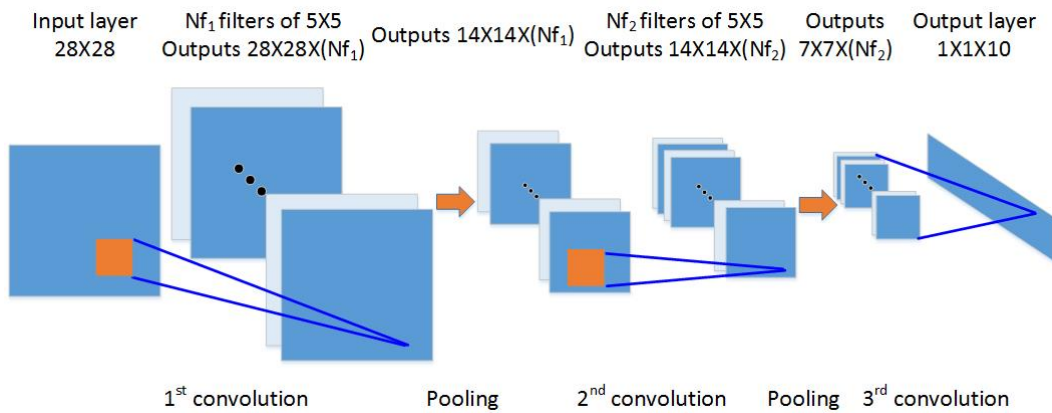 Input layer
28X28
Nf₁ filters of 5X5
Outputs 28X28X(Nf₁)
Outputs 14X14X(Nf₁)
Nf₂ filters of 5X5
Outputs 14X14X(Nf₂)
Outputs
7X7X(Nf₂)
Output layer
1X1X10
1st convolution
Pooling
2nd convolution
Pooling
3rd convolution